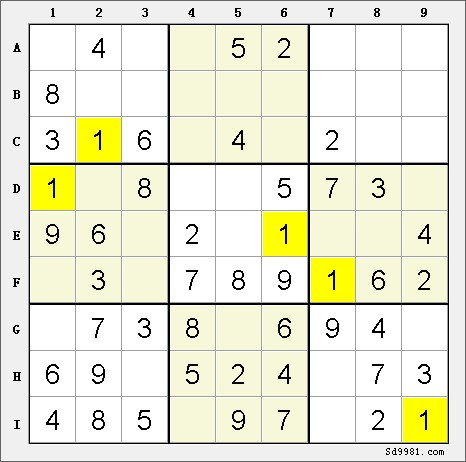 1 2 3 4 5 6 7 8 9
A 4 5 2
B 8
C 3 1 6 4 2
D 1 8 5 7 3
E 9 6 2 1 4
F 3 7 8 9 1 6 2
G 7 3 8 6 9 4
H 6 9 5 2 4 7 3
I 4 8 5 9 7 2 1
Sd9981.com